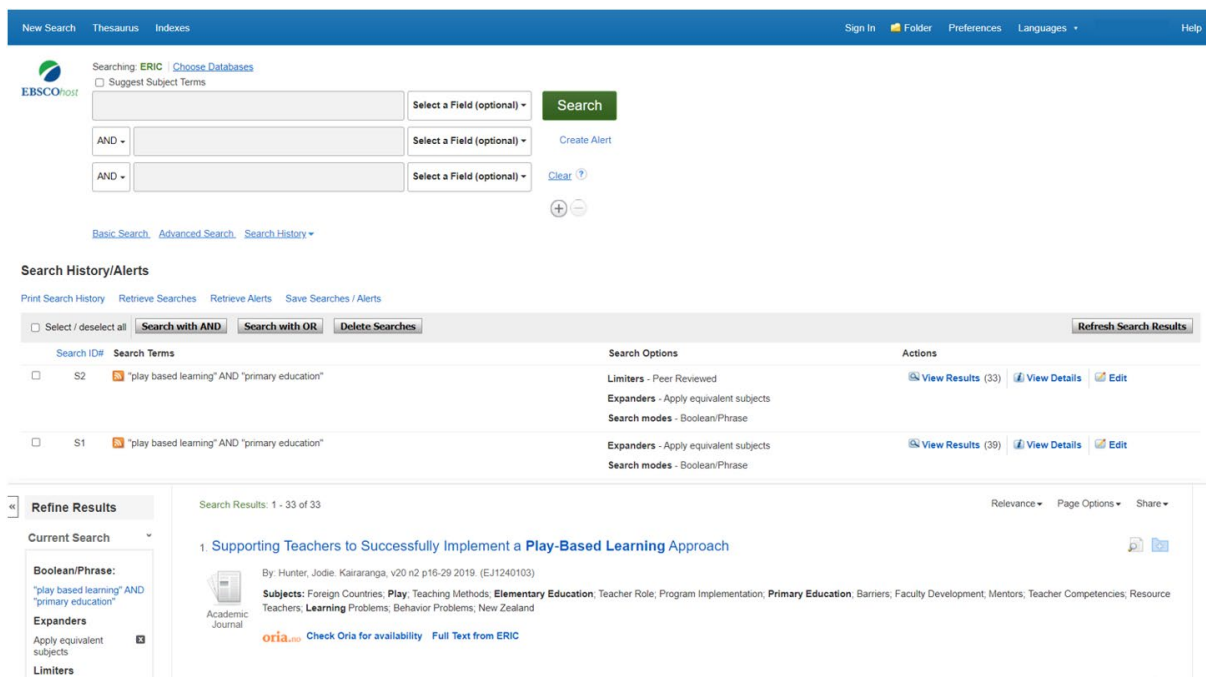 New Search Thesaurus Indexes Sign In Folder Preferences Languages Help
Searching: ERIC Choose Databases
Suggest Subject Terms
EBSCOhost
Select a Field (optional) Search
AND Select a Field (optional) Create Alert
AND Select a Field (optional) Clear ?
Basic Search Advanced Search Search History
Search History/Alerts
Print Search History Retrieve Searches Retrieve Alerts Save Searches / Alerts
Select / deselect all Search with AND Search with OR Delete Searches Refresh Search Results
Search ID# Search Terms Search Options Actions
S2 "play based learning" AND "primary education" Limiters - Peer Reviewed View Results (33) View Details Edit
Expanders - Apply equivalent subjects
Search modes - Boolean/Phrase
S1 "play based learning" AND "primary education" Expanders - Apply equivalent subjects View Results (39) View Details Edit
Search modes - Boolean/Phrase
« Refine Results Search Results: 1 - 33 of 33 Relevance Page Options Share
Current Search
1. Supporting Teachers to Successfully Implement a Play-Based Learning Approach
Boolean/Phrase:
"play based learning" AND
"primary education"
Expanders
Apply equivalent
subjects
Limiters
By: Hunter, Jodie. Kairaranga, v20 n2 p16-29 2019. (EJ1240103)
Subjects: Foreign Countries; Play; Teaching Methods; Elementary Education; Teacher Role; Program Implementation; Primary Education; Barriers; Faculty Development; Mentors; Teacher Competencies; Resource
Teachers; Learning Problems; Behavior Problems; New Zealand
Academic
Journal
oria.no Check Oria for availability Full Text from ERIC